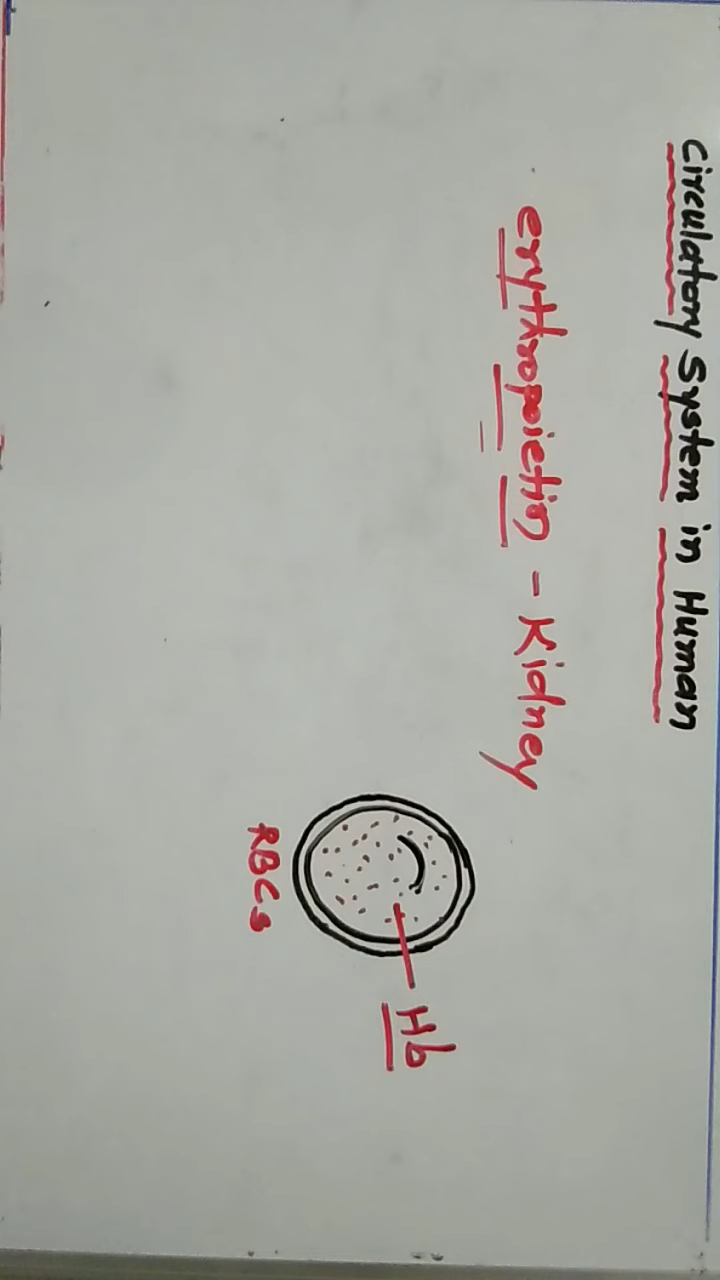 Circulatory System in Human
erythropoietin - Kidney
Hb
RBCs